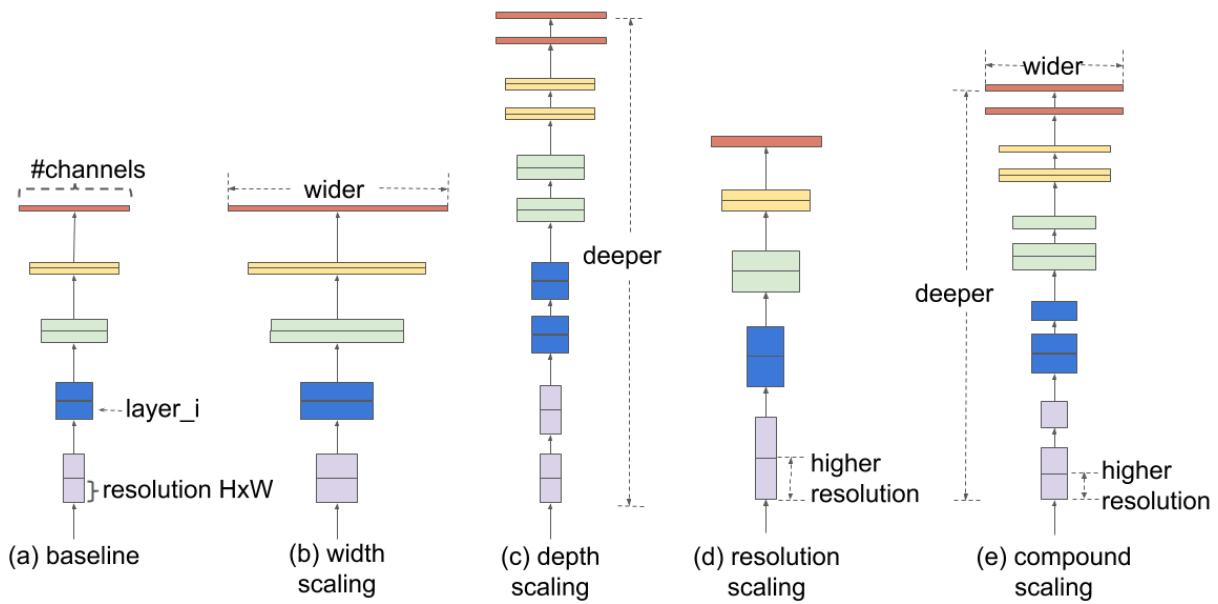 #channels
layer_i
resolution HxW
(a) baseline
wider
(b) width
scaling
deeper
(c) depth
scaling
higher
resolution
(d) resolution
scaling
wider
deeper
higher
resolution
(e) compound
scaling